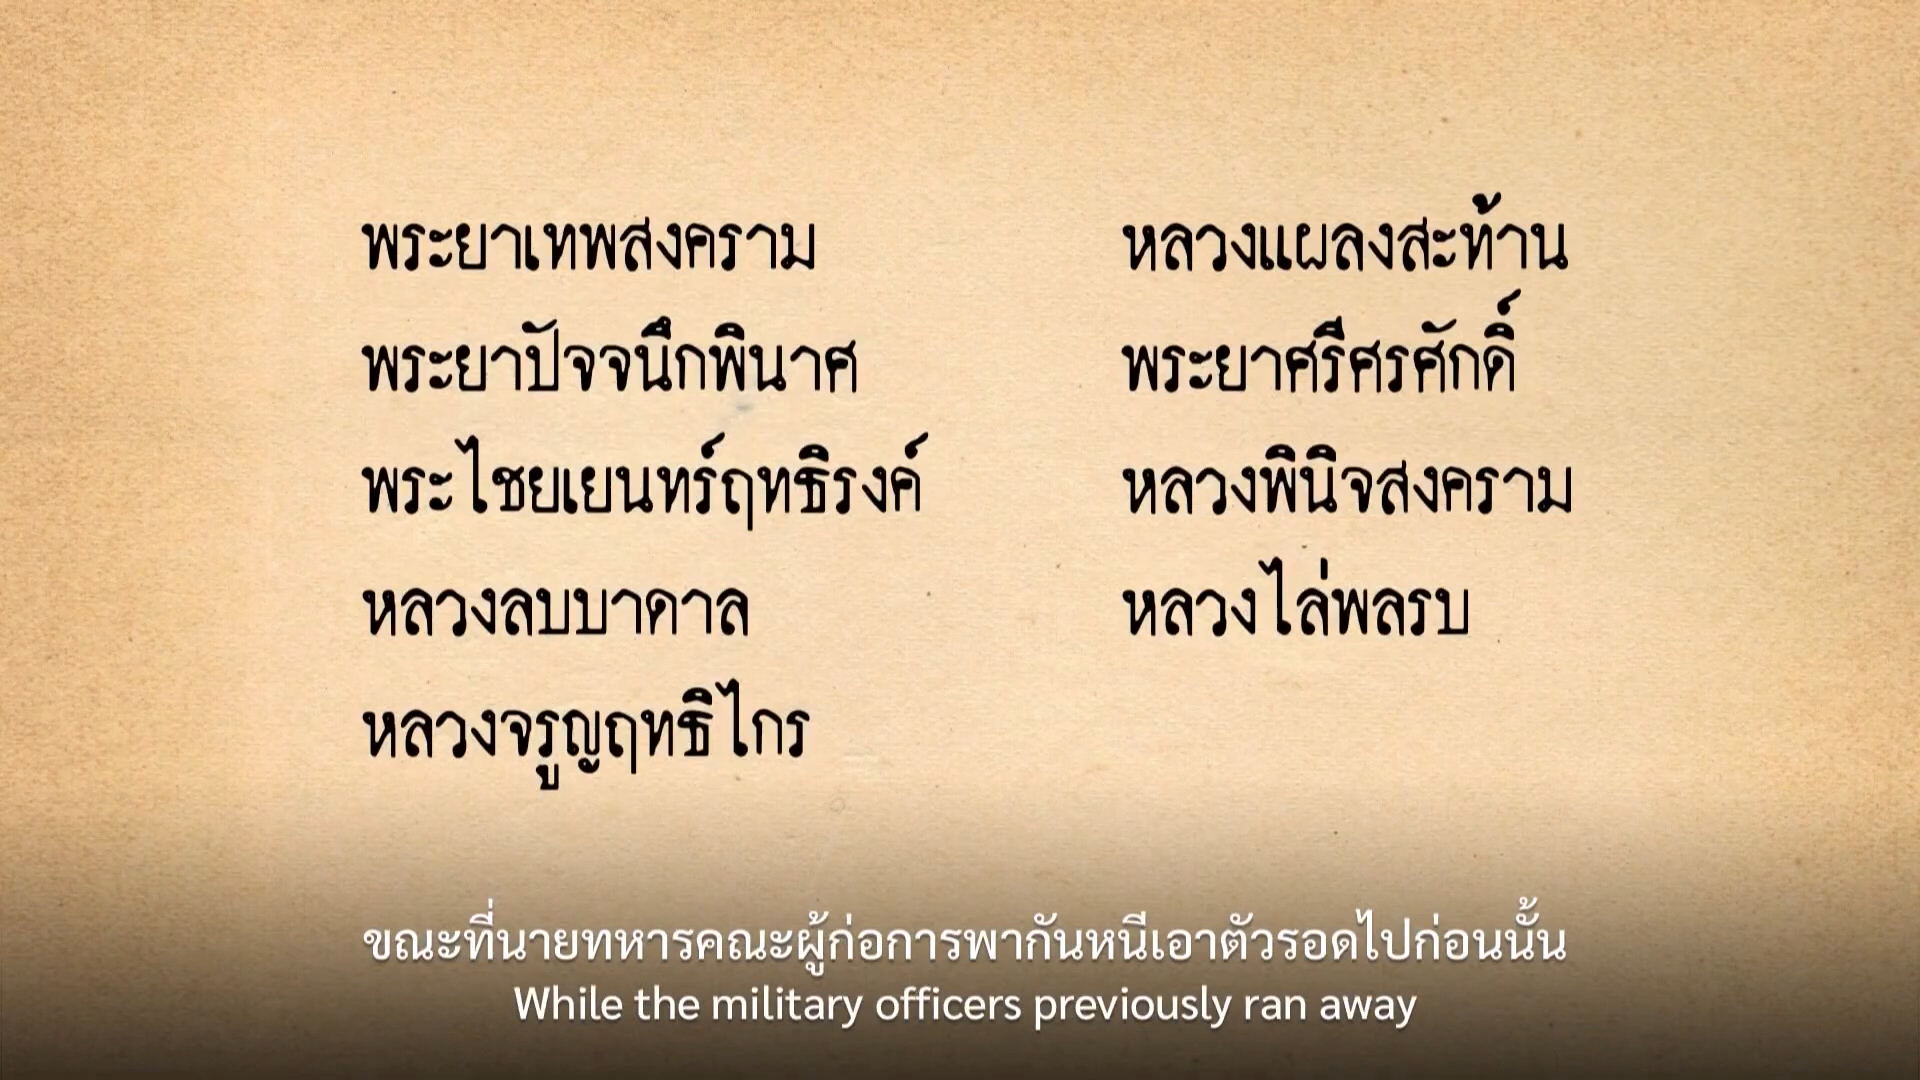 พระยาเทพสงคราม
พระยาปัจจนึกพินาศ
พระไชยเยนทร์ฤทธิรงค์
หลวงลบบาดาล
หลวงจรูญฤทธิไกร
หลวงแผลงสะท้าน
พระยาศรีศรศักดิ์
หลวงพินิจสงคราม
หลวงไล่พลรบ
ขณะที่นายทหารคณะผู้ก่อการพากันหนีเอาตัวรอดไปก่อนนั้น
While the military officers previously ran away